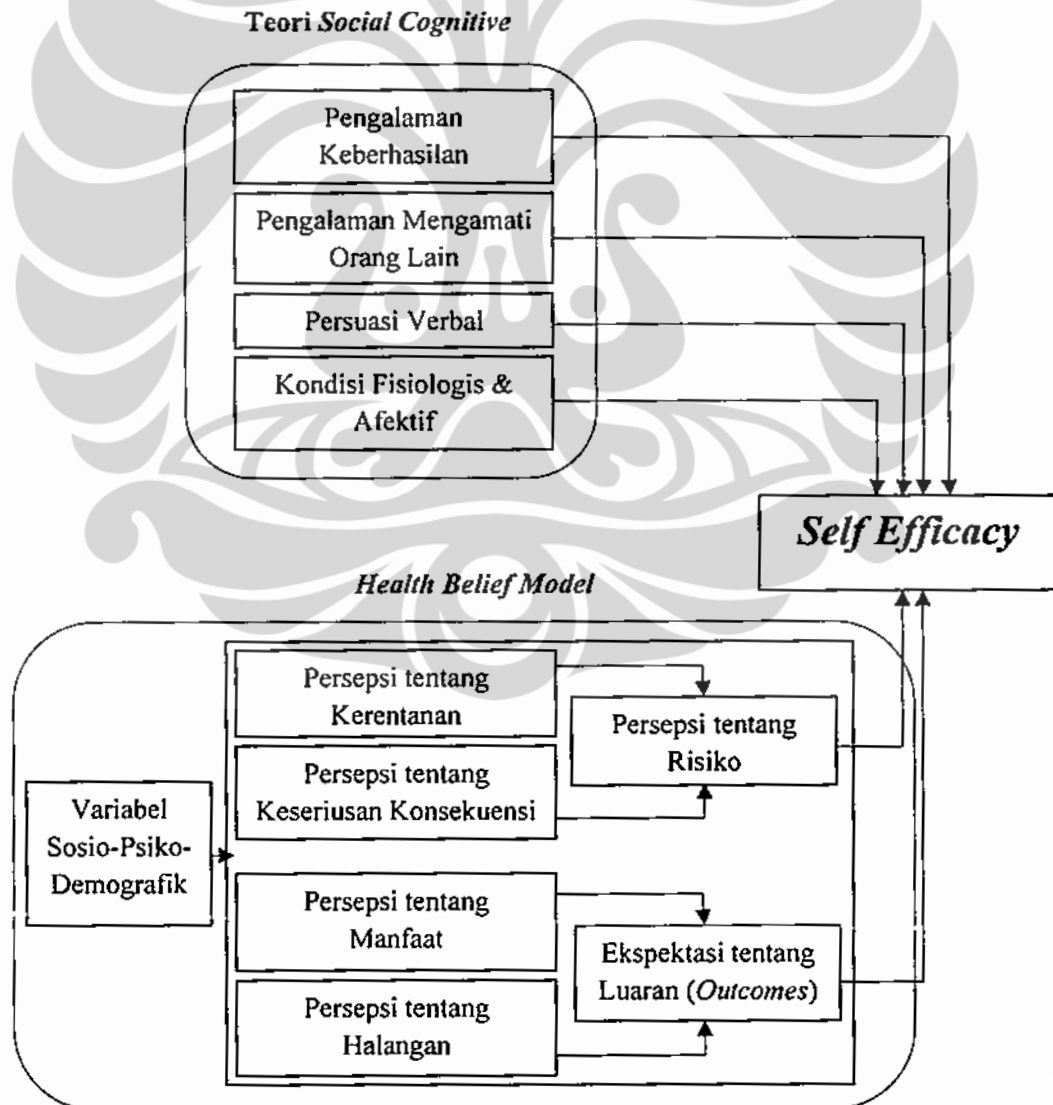 Teori Social Cognitive
Pengalaman
Keberhasilan
Pengalaman Mengamati
Orang Lain
Persuasi Verbal
Kondisi Fisiologis &
Afektif
Self Efficacy
Health Belief Model
Persepsi tentang
Kerentanan
Persepsi tentang
Risiko
Persepsi tentang
Keseriusan Konsekuensi
Variabel
Sosio-Psiko-
Demografik
Persepsi tentang
Manfaat
Ekspektasi tentang
Luaran (Outcomes)
Persepsi tentang
Halangan